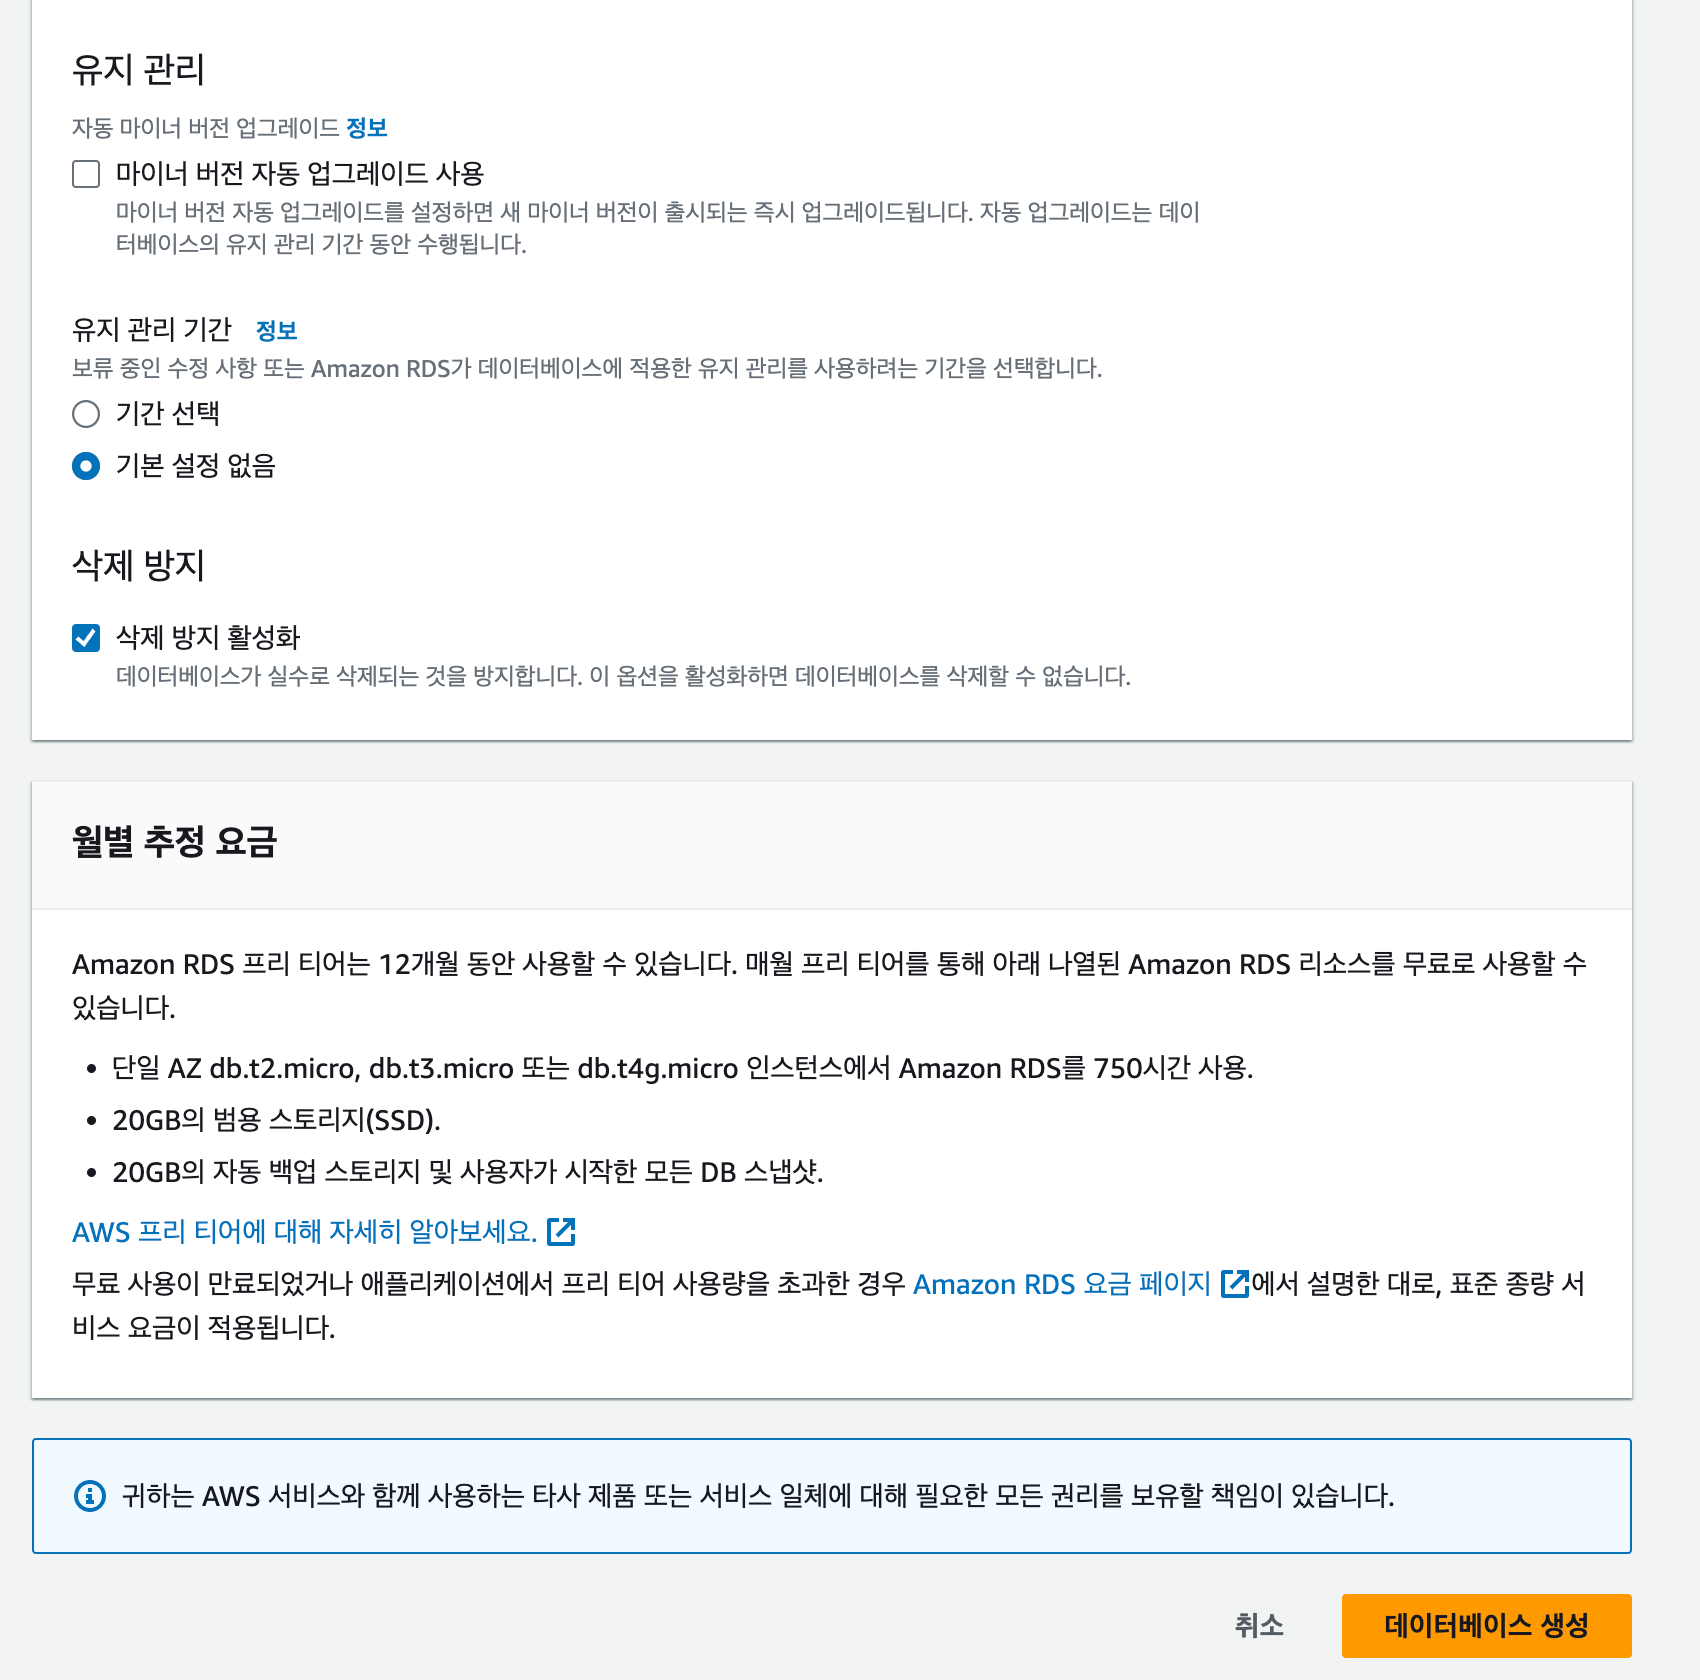 유지 관리
자동 마이너 버전 업그레이드 정보
마이너 버전 자동 업그레이드 사용
마이너 버전 자동 업그레이드를 설정하면 새 마이너 버전이 출시되는 즉시 업그레이드됩니다. 자동 업그레이드는 데이
터베이스의 유지 관리 기간 동안 수행됩니다.
유지 관리 기간 정보
보류 중인 수정 사항 또는 Amazon RDS가 데이터베이스에 적용한 유지 관리를 사용하려는 기간을 선택합니다.
기간 선택
기본 설정 없음
삭제 방지
삭제 방지 활성화
데이터베이스가 실수로 삭제되는 것을 방지합니다. 이 옵션을 활성화하면 데이터베이스를 삭제할 수 없습니다.
월별 추정 요금
Amazon RDS 프리 티어는 12개월 동안 사용할 수 있습니다. 매월 프리 티어를 통해 아래 나열된 Amazon RDS 리소스를 무료로 사용할 수
있습니다.
• 단일 AZ db.t2.micro, db.t3.micro 또는 db.t4g.micro 인스턴스에서 Amazon RDS를 750시간 사용.
• 20GB의 범용 스토리지(SSD).
• 20GB의 자동 백업 스토리지 및 사용자가 시작한 모든 DB 스냅샷.
AWS 프리 티어에 대해 자세히 알아보세요.
무료 사용이 만료되었거나 애플리케이션에서 프리 티어 사용량을 초과한 경우 Amazon RDS 요금 페이지에서 설명한 대로, 표준 종량 서
비스 요금이 적용됩니다.
귀하는 AWS 서비스와 함께 사용하는 타사 제품 또는 서비스 일체에 대해 필요한 모든 권리를 보유할 책임이 있습니다.
취소 데이터베이스 생성